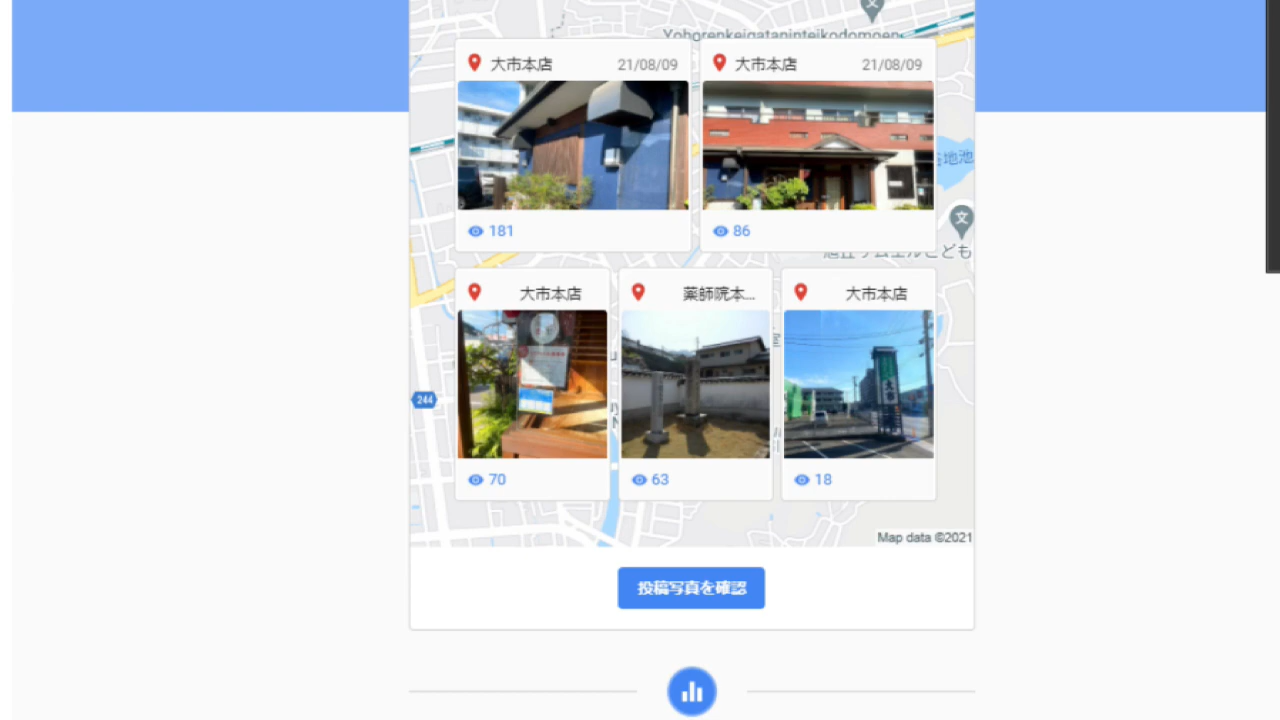 Yohorenkeigataninteikodomoen
大市本店 21/08/09
大市本店 21/08/09
181
86
大市本店
薬師院本...
大市本店
244
70
63
18
Map data ©2021
投稿写真を確認